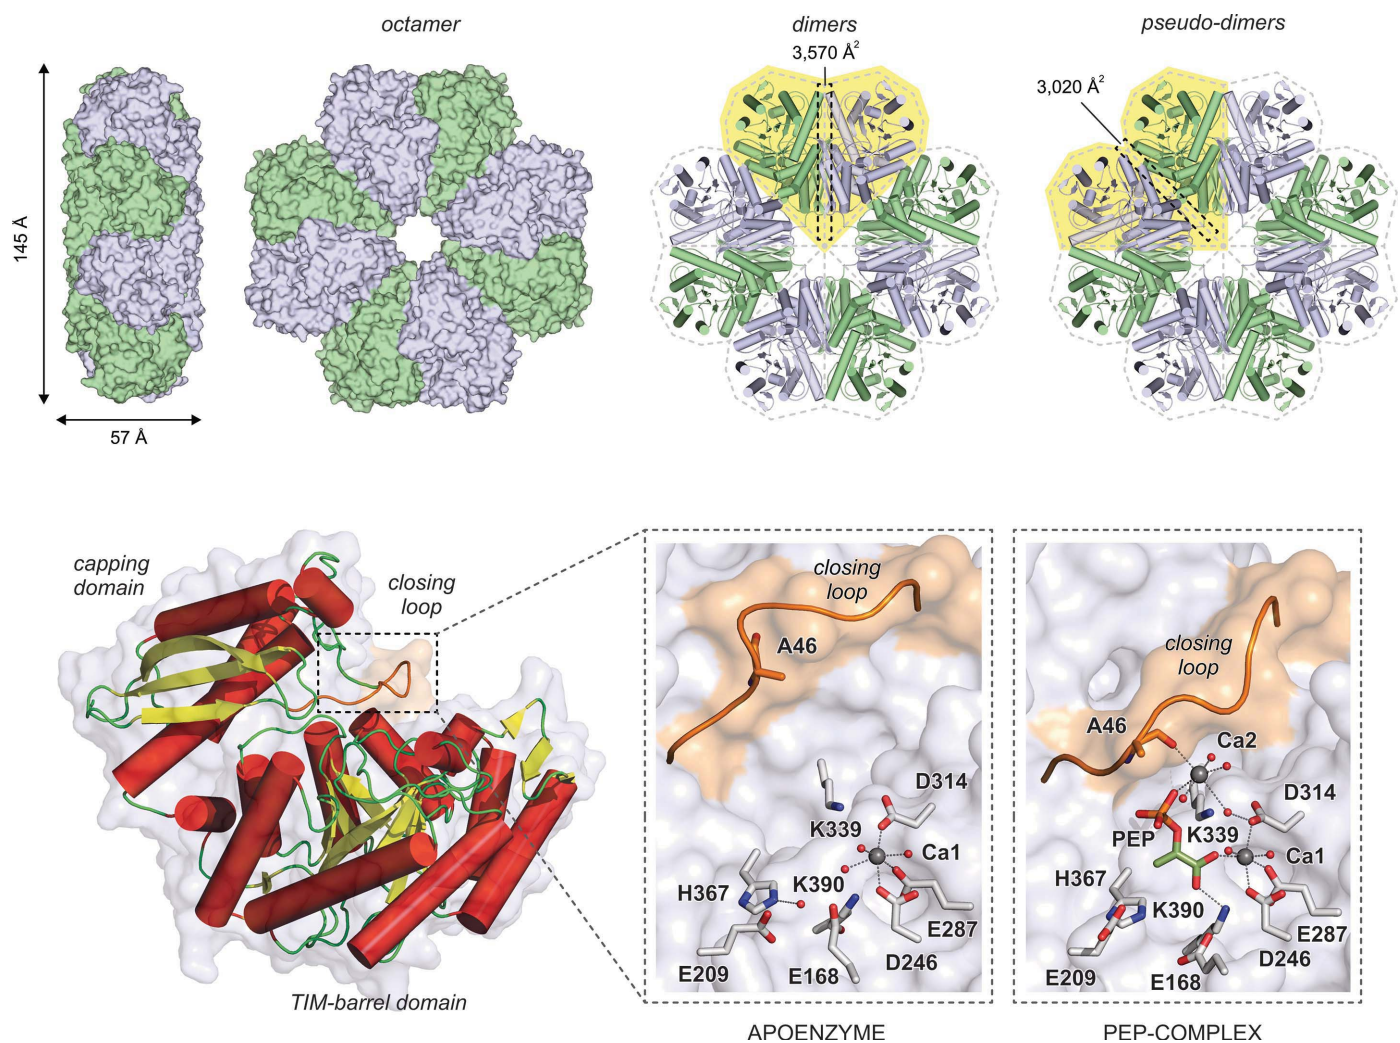 octamer
dimers
pseudo-dimers
3,570 Å²
3,020 Å²
145 Å
57 Å
capping
domain
closing
loop
TIM-barrel domain
closing
loop
A46
D314
K339
Ca1
H367
K390
E287
E209
E168
D246
APOENZYME
closing
loop
A46
Ca2
D314
PEP
K339
Ca1
H367
K390
E287
D246
E209
E168
PEP-COMPLEX